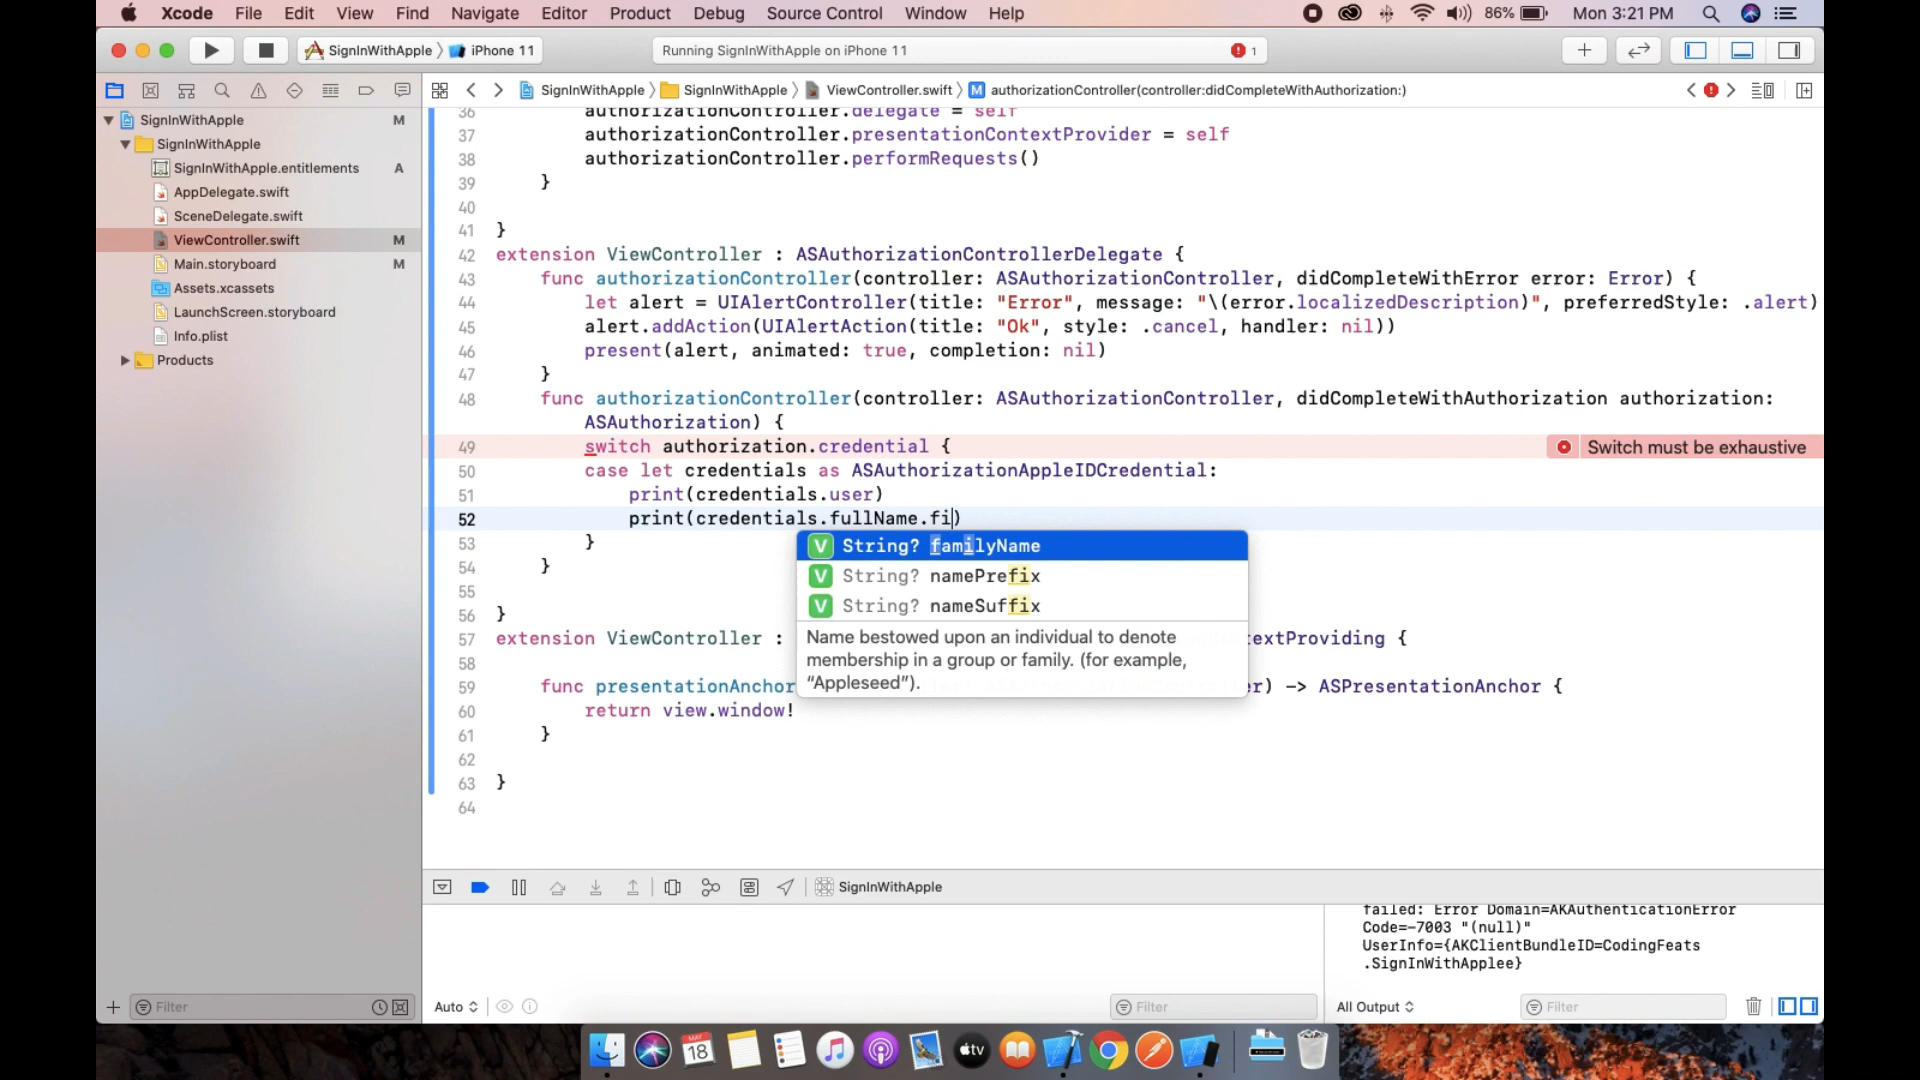 Xcode File Edit View Find Navigate Editor Product Debug Source Control Window Help 86% Mon 3:21 PM
SignInWithApple iPhone 11 Running SignInWithApple on iPhone 11 1
SignInWithApple SignInWithApple ViewController.swift M authorizationController(controller:didCompleteWithAuthorization:)
SignInWithApple M
SignInWithApple
SignInWithApple.entitlements A
AppDelegate.swift
SceneDelegate.swift
ViewController.swift M
Main.storyboard M
Assets.xcassets
LaunchScreen.storyboard
Info.plist
Products
36 authorizationController.delegate = self
37 authorizationController.presentationContextProvider = self
38 authorizationController.performRequests()
39 }
40
41 }
42 extension ViewController : ASAuthorizationControllerDelegate {
43 func authorizationController(controller: ASAuthorizationController, didCompleteWithError error: Error) {
44 let alert = UIAlertController(title: "Error", message: "\(error.localizedDescription)", preferredStyle: .alert)
45 alert.addAction(UIAlertAction(title: "Ok", style: .cancel, handler: nil))
46 present(alert, animated: true, completion: nil)
47 }
48 func authorizationController(controller: ASAuthorizationController, didCompleteWithAuthorization authorization:
ASAuthorization) {
49 switch authorization.credential { Switch must be exhaustive
50 case let credentials as ASAuthorizationAppleIDCredential:
51 print(credentials.user)
52 print(credentials.fullName.fi)
53 }
54 }
55
56 }
57 extension ViewController : extProviding {
58
59 func presentationAnchor er) -> ASPresentationAnchor {
60 return view.window!
61 }
62
63 }
64
V String? familyName
V String? namePrefix
V String? nameSuffix
Name bestowed upon an individual to denote
membership in a group or family. (for example,
“Appleseed”).
SignInWithApple
failed: Error Domain=AKAuthenticationError
Code=-7003 "(null)"
UserInfo={AKClientBundleID=CodingFeats
.SignInWithApplee}
Filter Auto Filter All Output Filter
MAY
18
tv